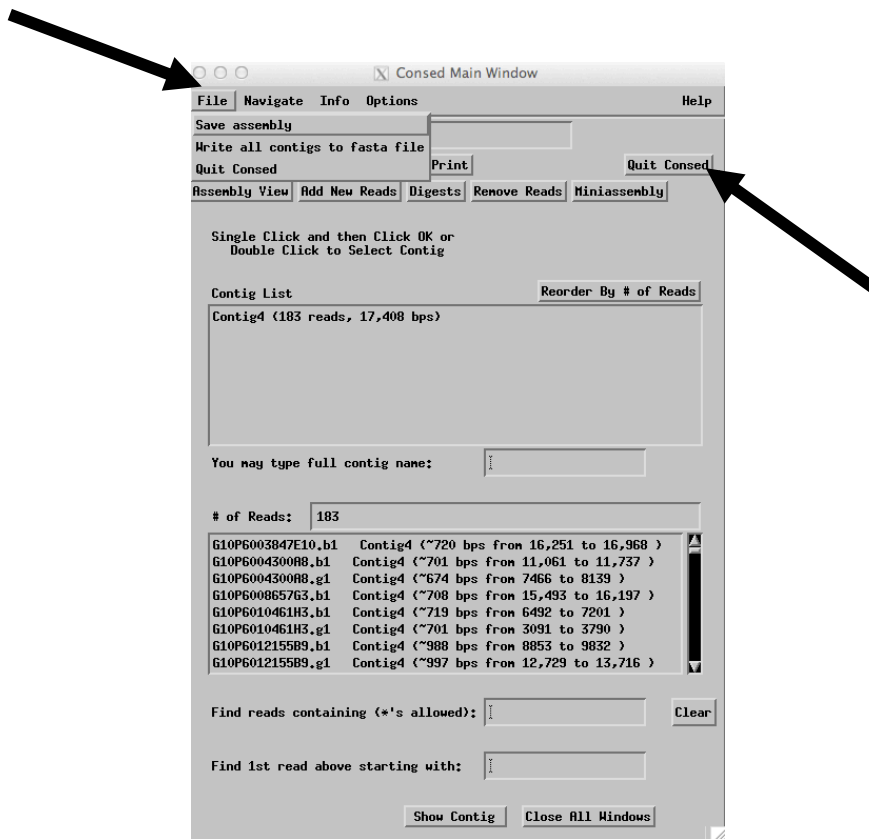 Consed Main Window
File Navigate Info Options Help
Save assembly
Write all contigs to fasta file
Quit Consed
Print
Quit Consed
Assembly View Add New Reads Digests Remove Reads Miniassembly
Single Click and then Click OK or
Double Click to Select Contig
Contig List Reorder By # of Reads
Contig4 (183 reads, 17,408 bps)
You may type full contig name:
# of Reads: 183
G10P6003847E10.b1 Contig4 (~720 bps from 16,251 to 16,968 )
G10P6004300A8.b1 Contig4 (~701 bps from 11,061 to 11,737 )
G10P6004300A8.g1 Contig4 (~674 bps from 7466 to 8139 )
G10P6008657G3.b1 Contig4 (~708 bps from 15,493 to 16,197 )
G10P6010461H3.b1 Contig4 (~719 bps from 6492 to 7201 )
G10P6010461H3.g1 Contig4 (~701 bps from 3091 to 3790 )
G10P6012155B9.b1 Contig4 (~988 bps from 8853 to 9832 )
G10P6012155B9.g1 Contig4 (~997 bps from 12,729 to 13,716 )
Find reads containing (*'s allowed): Clear
Find 1st read above starting with:
Show Contig Close All Windows